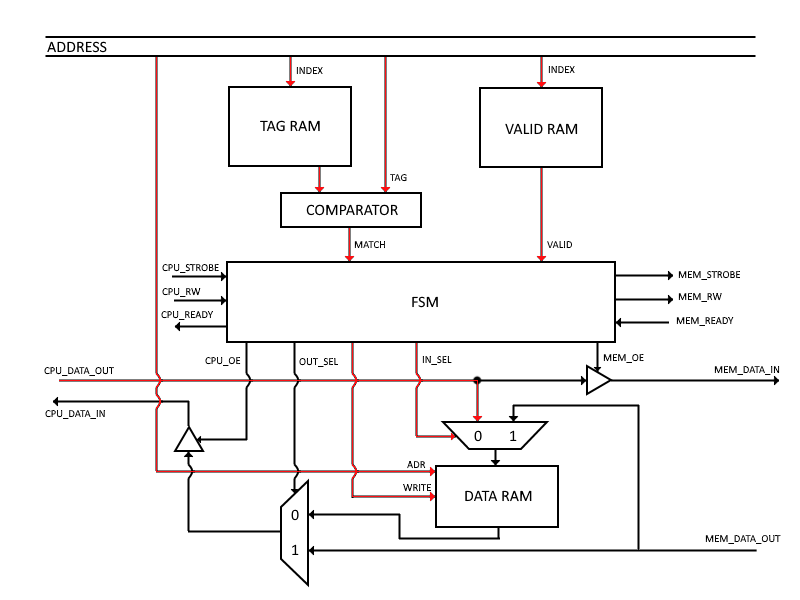 ADDRESS
INDEX
INDEX
TAG RAM
VALID RAM
TAG
COMPARATOR
MATCH
VALID
CPU_STROBE
MEM_STROBE
CPU_RW
MEM_RW
FSM
CPU_READY
MEM_READY
CPU_OE
OUT_SEL
IN_SEL
MEM_OE
CPU_DATA_OUT
MEM_DATA_IN
CPU_DATA_IN
0 1
ADR
WRITE
DATA RAM
0
1
MEM_DATA_OUT